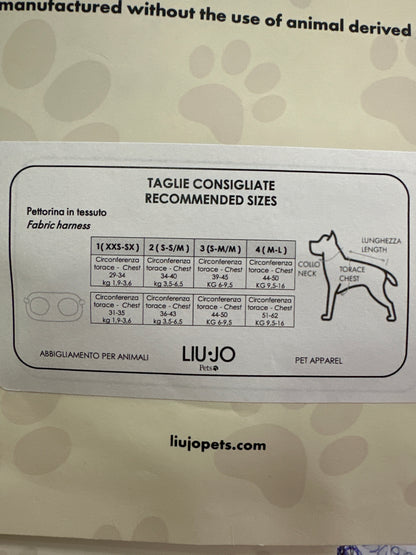 manufactured without the use of animal derived
TAGLIE CONSIGLIATE
RECOMMENDED SIZES
Pettorina in tessuto
Fabric harness
1 ( XXS-SX ) 2 ( S-S/M ) 3 (S-M/M ) 4 ( M-L )
Circonferenza Circonferenza Circonferenza Circonferenza
torace - Chest torace - Chest torace - Chest torace - Chest
29-34 34-40 39-45 44-50
kg 1,9-3,6 kg 3,5-6,5 KG 6-9,5 KG 9,5-16
Circonferenza Circonferenza Circonferenza Circonferenza
torace - Chest torace - Chest torace - Chest torace - Chest
31-35 36-43 44-50 51-62
kg 1,9-3,6 kg 3,5-6,5 KG 6-9,5 KG 9,5-16
LUNGHEZZA
LENGTH
COLLO
NECK
TORACE
CHEST
ABBIGLIAMENTO PER ANIMALI
LIU·JO
Pets
PET APPAREL
liujopets.com